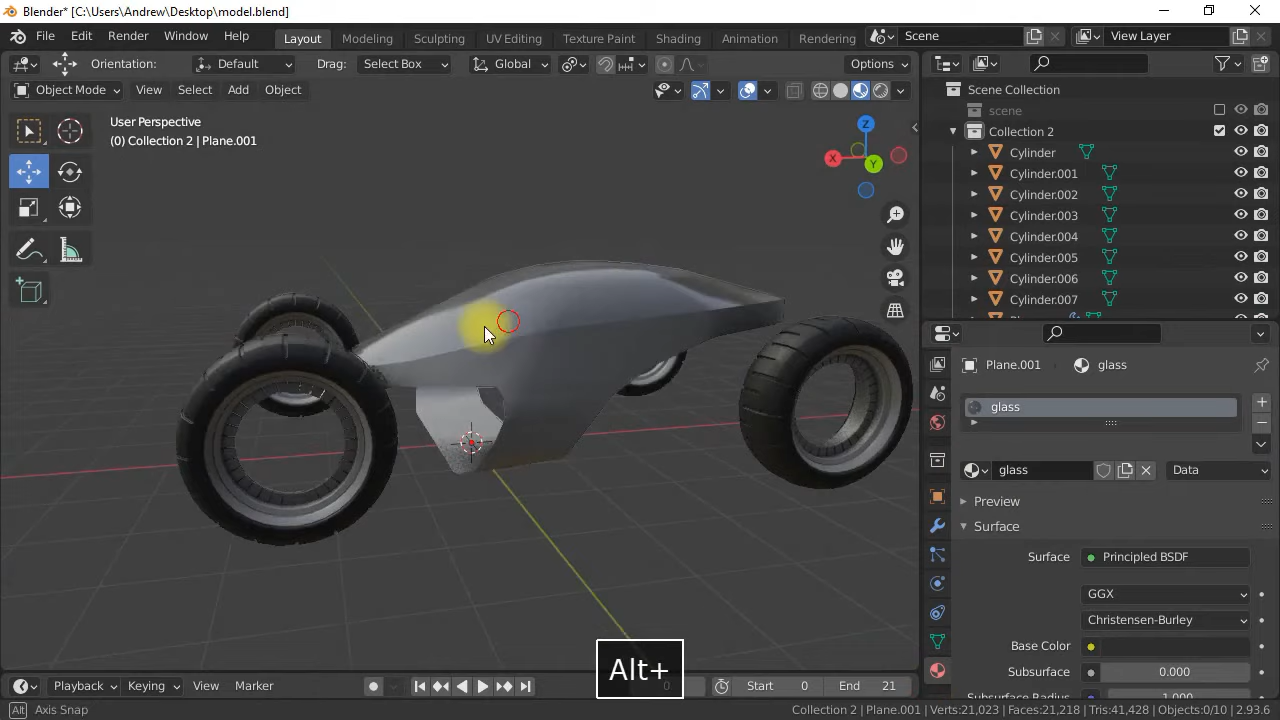 Blender* [C:\Users\Andrew\Desktop\model.blend]
File Edit Render Window Help Layout Modeling Sculpting UV Editing Texture Paint Shading Animation Rendering Scene View Layer
Orientation: Default Drag: Select Box Global Options
Object Mode View Select Add Object
Scene Collection
scene
Collection 2
Cylinder
Cylinder.001
Cylinder.002
Cylinder.003
Cylinder.004
Cylinder.005
Cylinder.006
Cylinder.007
User Perspective
(0) Collection 2 | Plane.001
Z
X
Y
Plane.001 glass
glass
glass Data
Preview
Surface
Surface Principled BSDF
GGX
Christensen-Burley
Base Color
Subsurface 0.000
Alt+
Playback Keying View Marker 0 Start 0 End 21
Alt Axis Snap Collection 2 | Plane.001 | Verts:21,023 | Faces:21,218 | Tris:41,428 | Objects:0/10 | 2.93.6